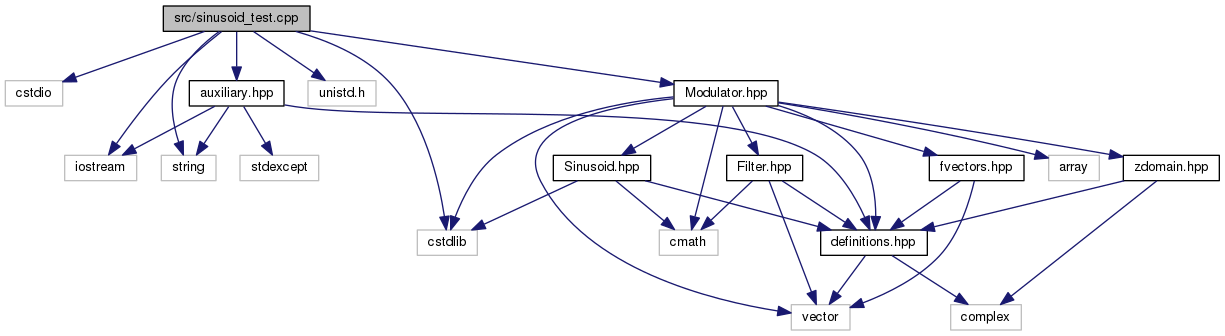 src/sinusoid_test.cpp
cstdio
auxiliary.hpp
unistd.h
Modulator.hpp
iostream
string
stdexcept
Sinusoid.hpp
Filter.hpp
fvectors.hpp
array
zdomain.hpp
cstdlib
cmath
definitions.hpp
vector
complex